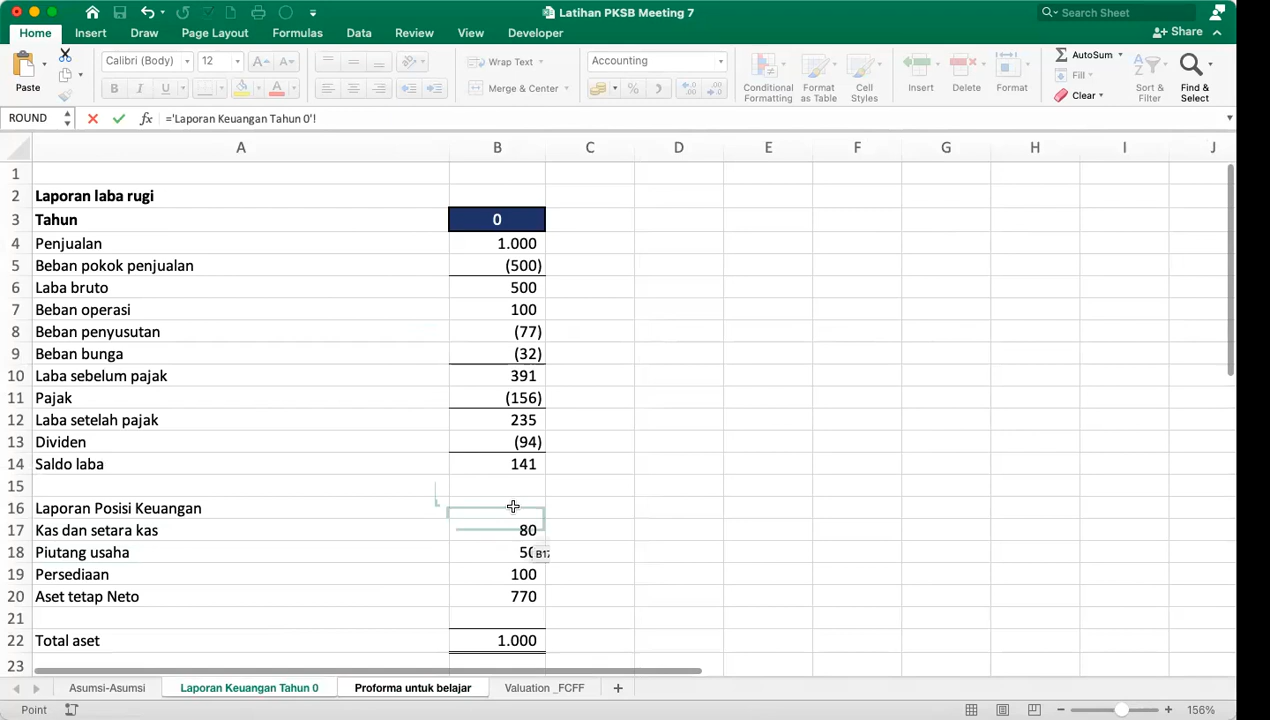 Latihan PKSB Meeting 7
Search Sheet
Home Insert Draw Page Layout Formulas Data Review View Developer
Share
Paste
Calibri (Body) 12
Wrap Text
Merge & Center
Accounting
Conditional Formatting
Format as Table
Cell Styles
Insert
Delete
Format
AutoSum
Fill
Clear
Sort & Filter
Find & Select
ROUND fx ='Laporan Keuangan Tahun 0'!
A B C D E F G H I J
1
2 Laporan laba rugi
3 Tahun 0
4 Penjualan 1.000
5 Beban pokok penjualan (500)
6 Laba bruto 500
7 Beban operasi 100
8 Beban penyusutan (77)
9 Beban bunga (32)
10 Laba sebelum pajak 391
11 Pajak (156)
12 Laba setelah pajak 235
13 Dividen (94)
14 Saldo laba 141
15
16 Laporan Posisi Keuangan
17 Kas dan setara kas 80
18 Piutang usaha 50 B17
19 Persediaan 100
20 Aset tetap Neto 770
21
22 Total aset 1.000
23
Asumsi-Asumsi Laporan Keuangan Tahun 0 Proforma untuk belajar Valuation _FCFF +
Point 156%